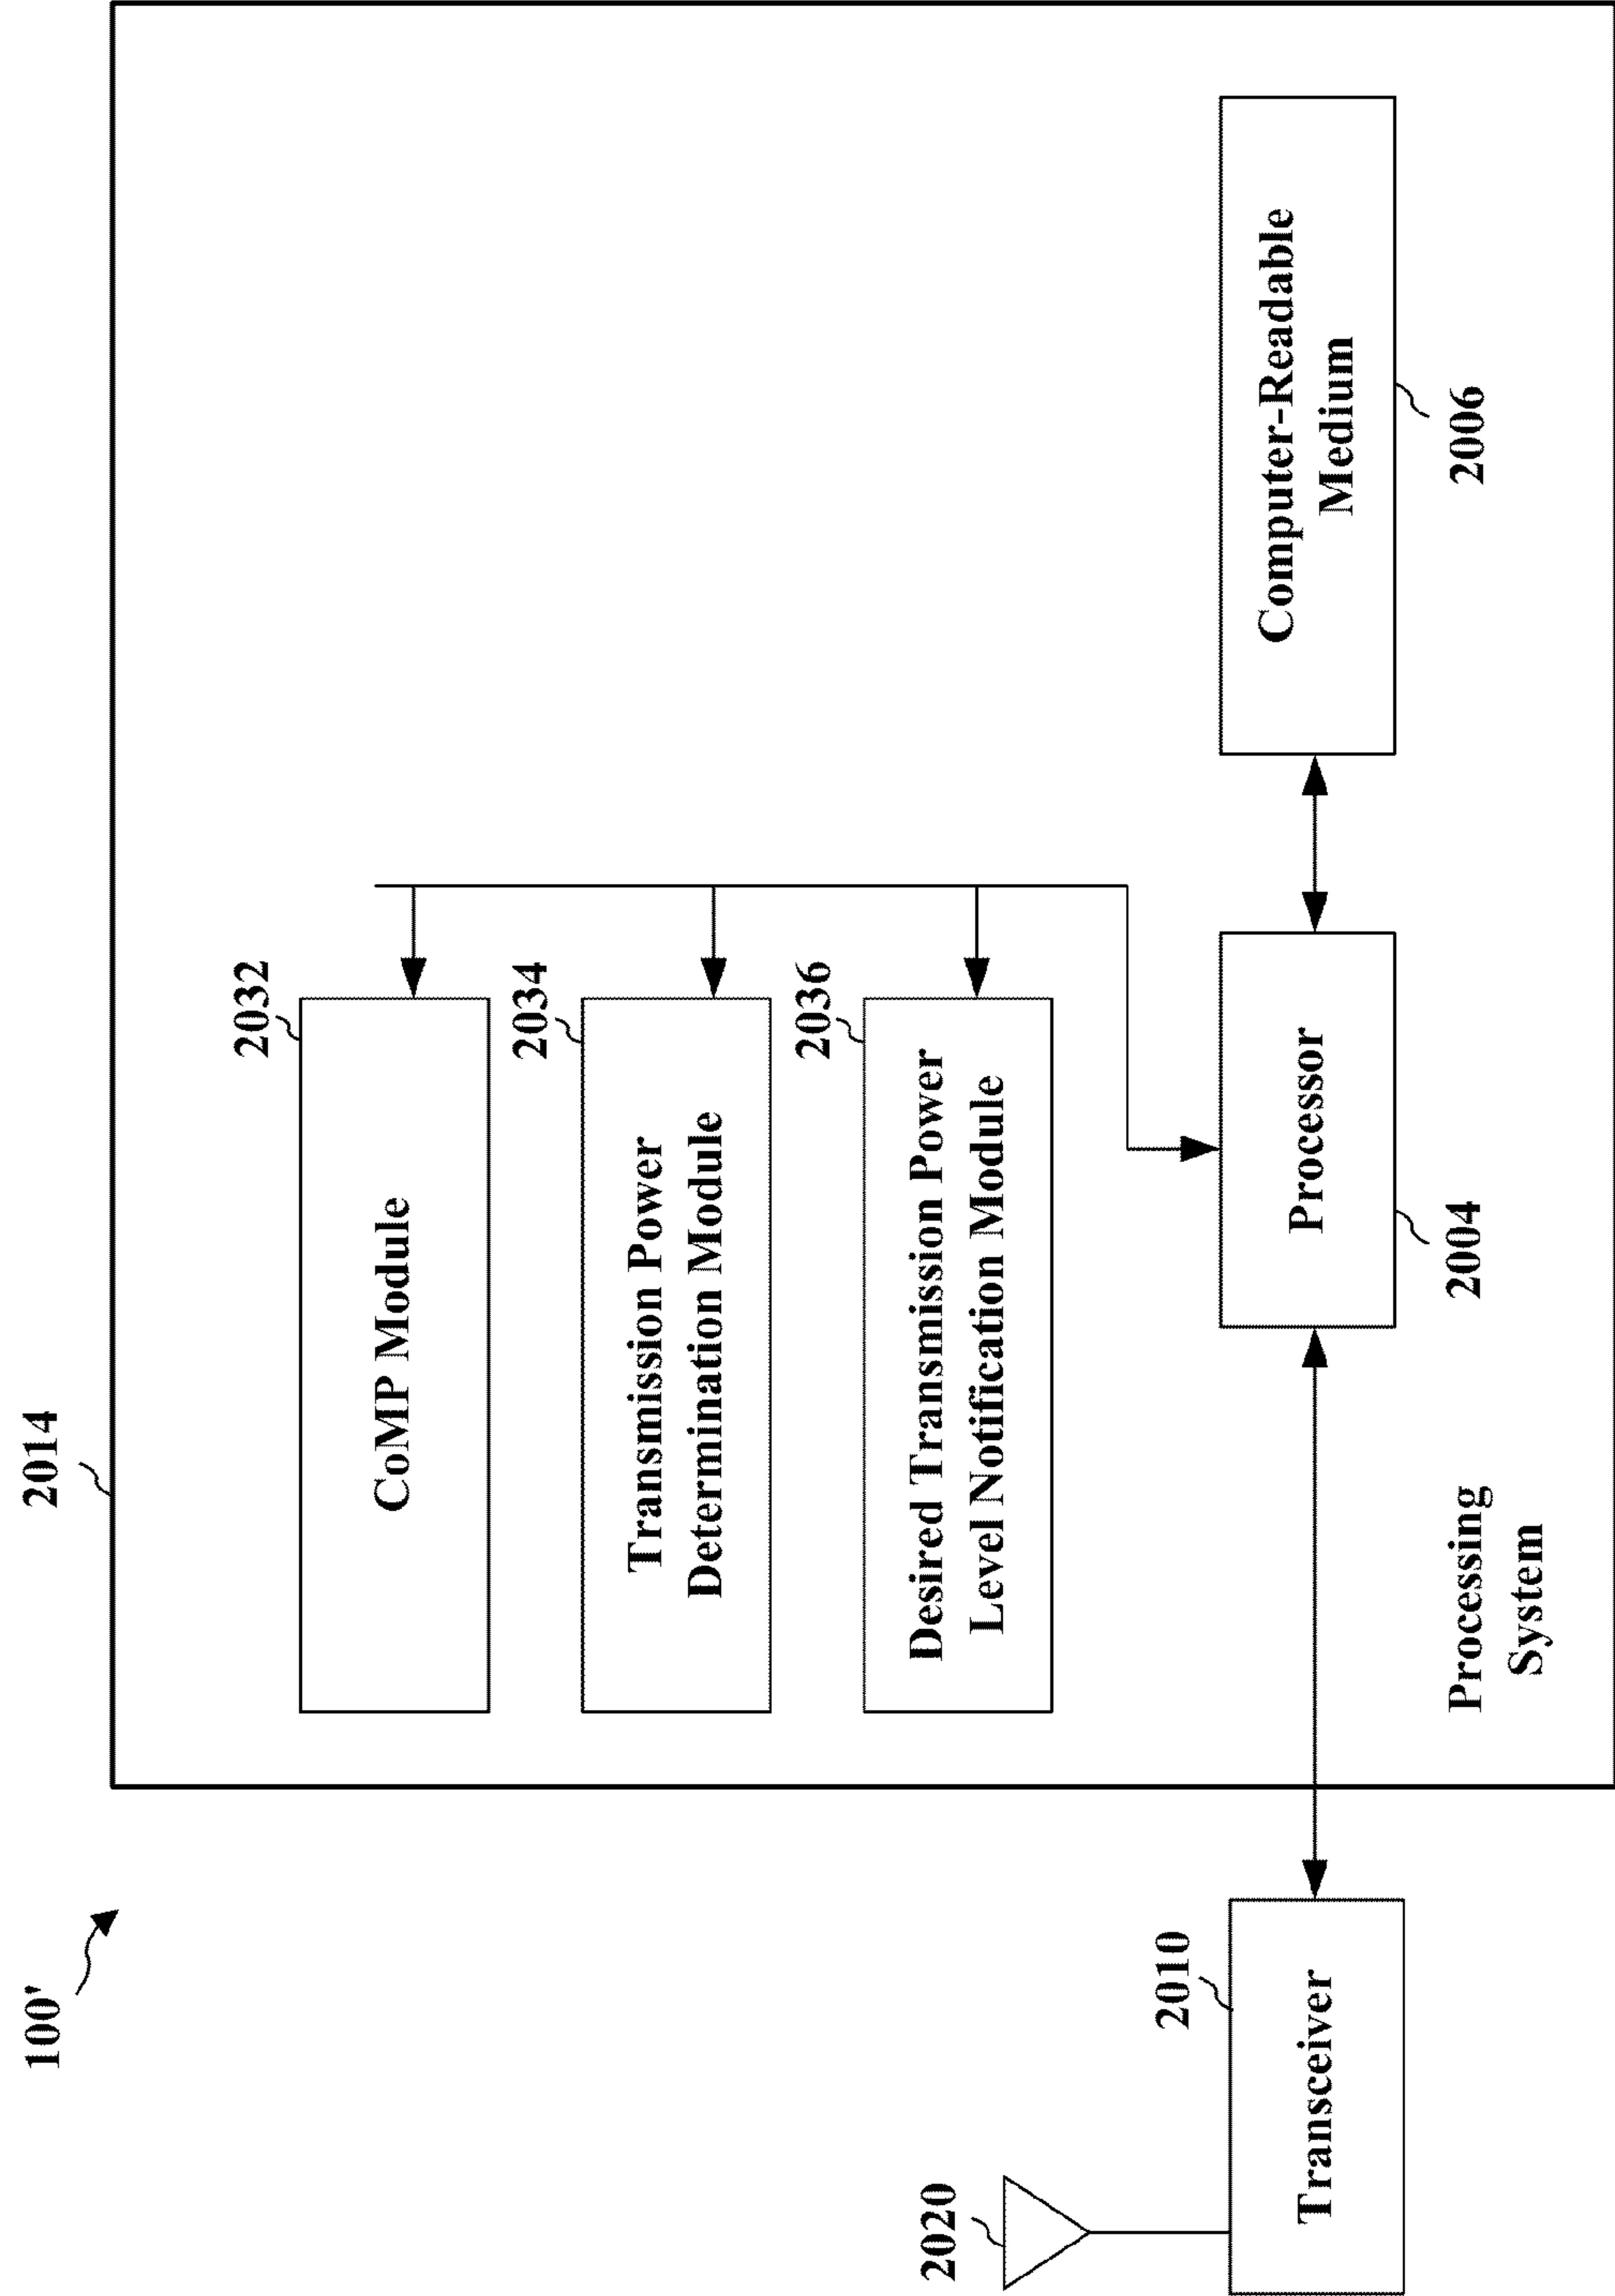 100'
2014
2032
CoMP Module
2034
Transmission Power
Determination Module
2036
Desired Transmission Power
Level Notification Module
2020
2010
Transceiver
Processor
2004
Computer-Readable
Medium
2006
Processing
System